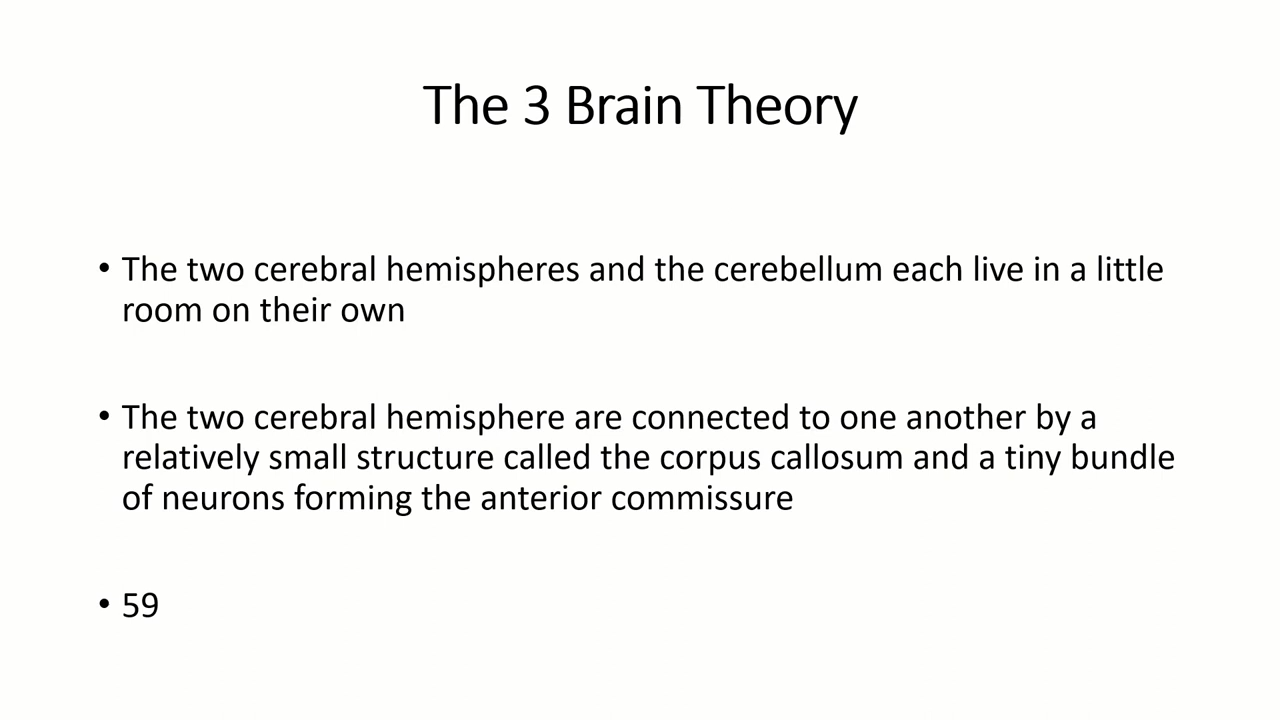 The 3 Brain Theory
• The two cerebral hemispheres and the cerebellum each live in a little
room on their own
• The two cerebral hemisphere are connected to one another by a
relatively small structure called the corpus callosum and a tiny bundle
of neurons forming the anterior commissure
• 59